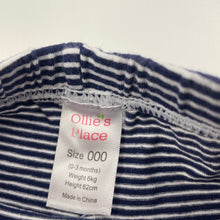 Ollie's
Place
Size 000
(0-3 months)
Weight 6kg
Height 62cm
Made in China